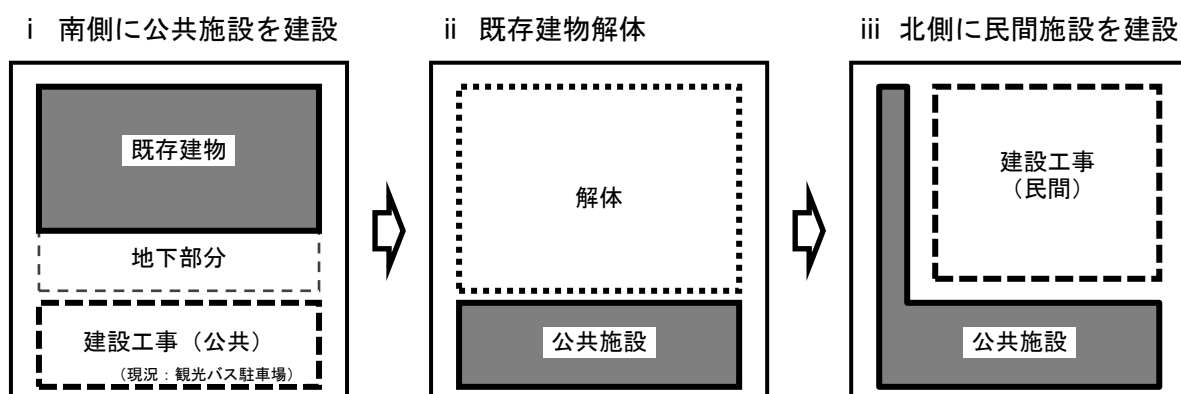 i 南側に公共施設を建設
既存建物
地下部分
建設工事（公共）
（現況：観光バス駐車場）
ii 既存建物解体
解体
公共施設
iii 北側に民間施設を建設
建設工事
（民間）
公共施設